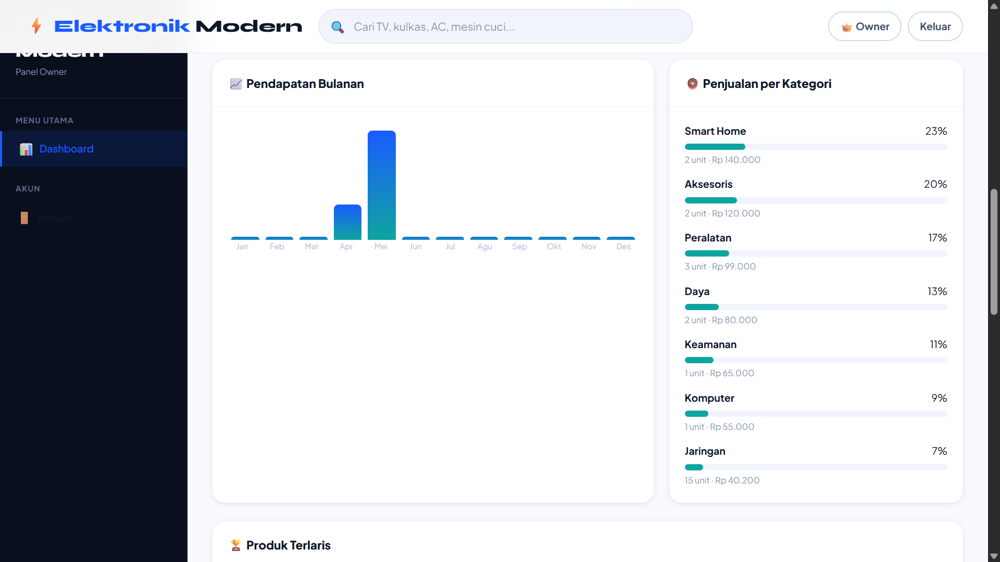 Elektronik Modern
Cari TV, kulkas, AC, mesin cuci...
Owner
Keluar
Modern
Panel Owner
MENU UTAMA
Dashboard
AKUN
Keluar
Pendapatan Bulanan
Jan Feb Mar Apr Mei Jun Jul Agu Sep Okt Nov Des
Penjualan per Kategori
Smart Home 23%
2 unit · Rp 140.000
Aksesoris 20%
2 unit · Rp 120.000
Peralatan 17%
3 unit · Rp 99.000
Daya 13%
2 unit · Rp 80.000
Keamanan 11%
1 unit · Rp 65.000
Komputer 9%
1 unit · Rp 55.000
Jaringan 7%
15 unit · Rp 40.200
Produk Terlaris